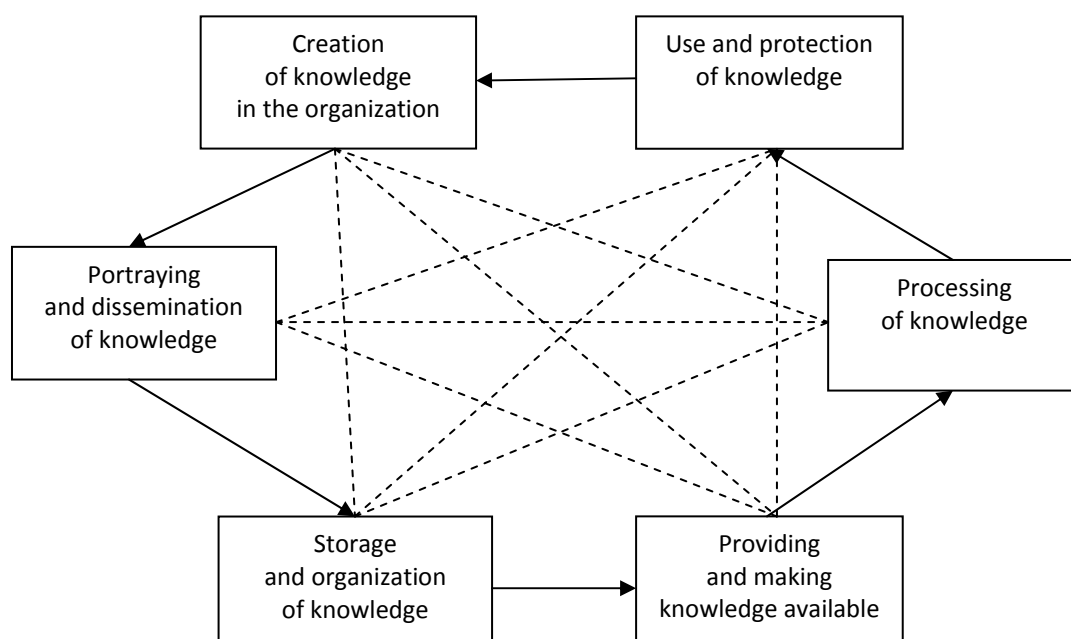 Creation
of knowledge
in the organization
Use and protection
of knowledge
Portraying
and dissemination
of knowledge
Processing
of knowledge
Storage
and organization
of knowledge
Providing
and making
knowledge available